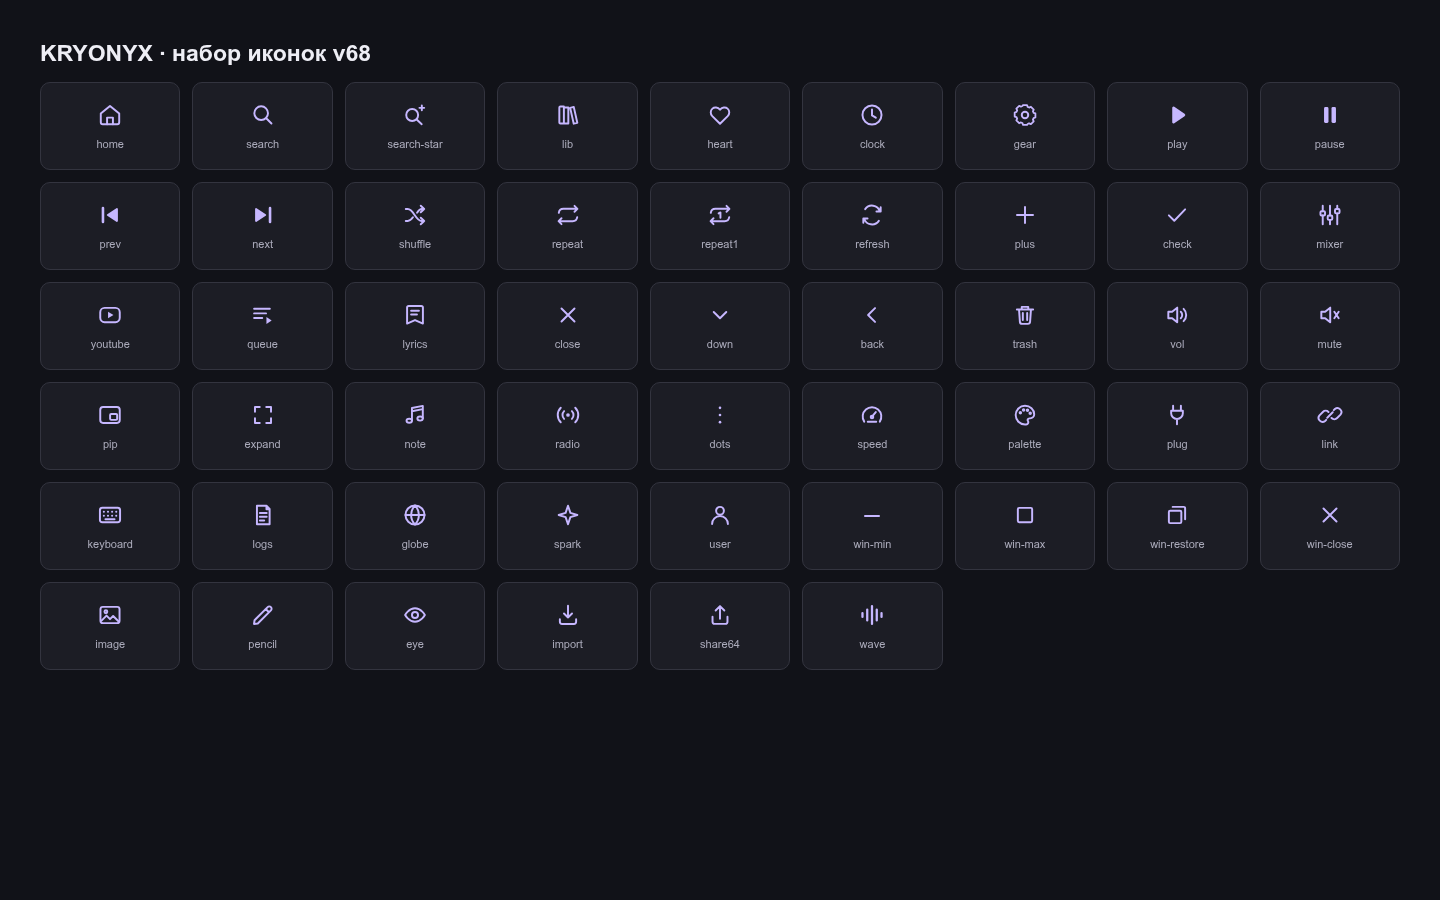 KRYONYX · набор иконок v68
home search search-star lib heart clock gear play pause
prev next shuffle repeat repeat1 refresh plus check mixer
youtube queue lyrics close down back trash vol mute
pip expand note radio dots speed palette plug link
keyboard logs globe spark user win-min win-max win-restore win-close
image pencil eye import share64 wave